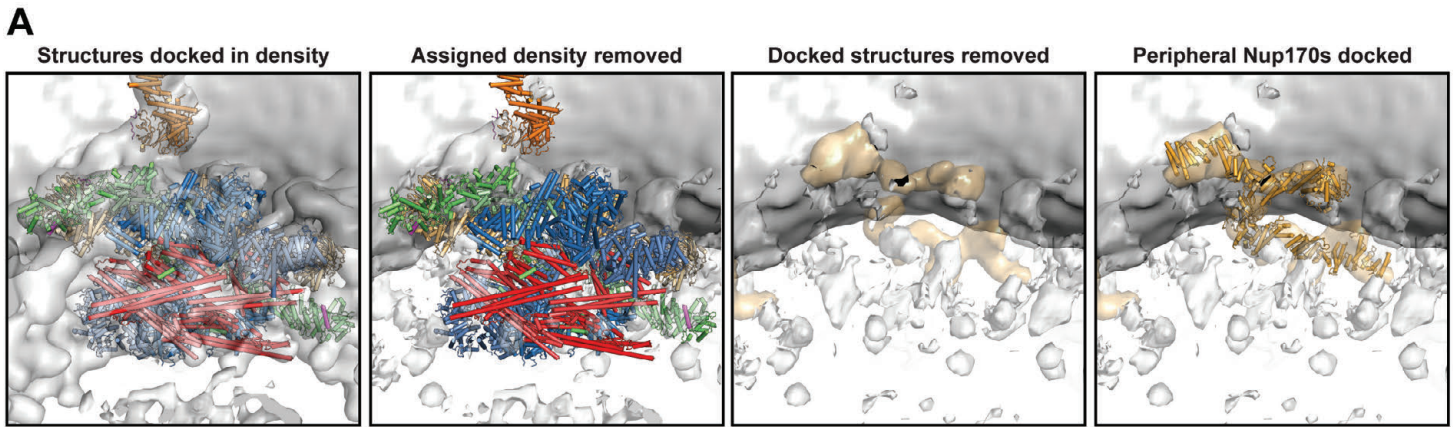 A
Structures docked in density
Assigned density removed
Docked structures removed
Peripheral Nup170s docked